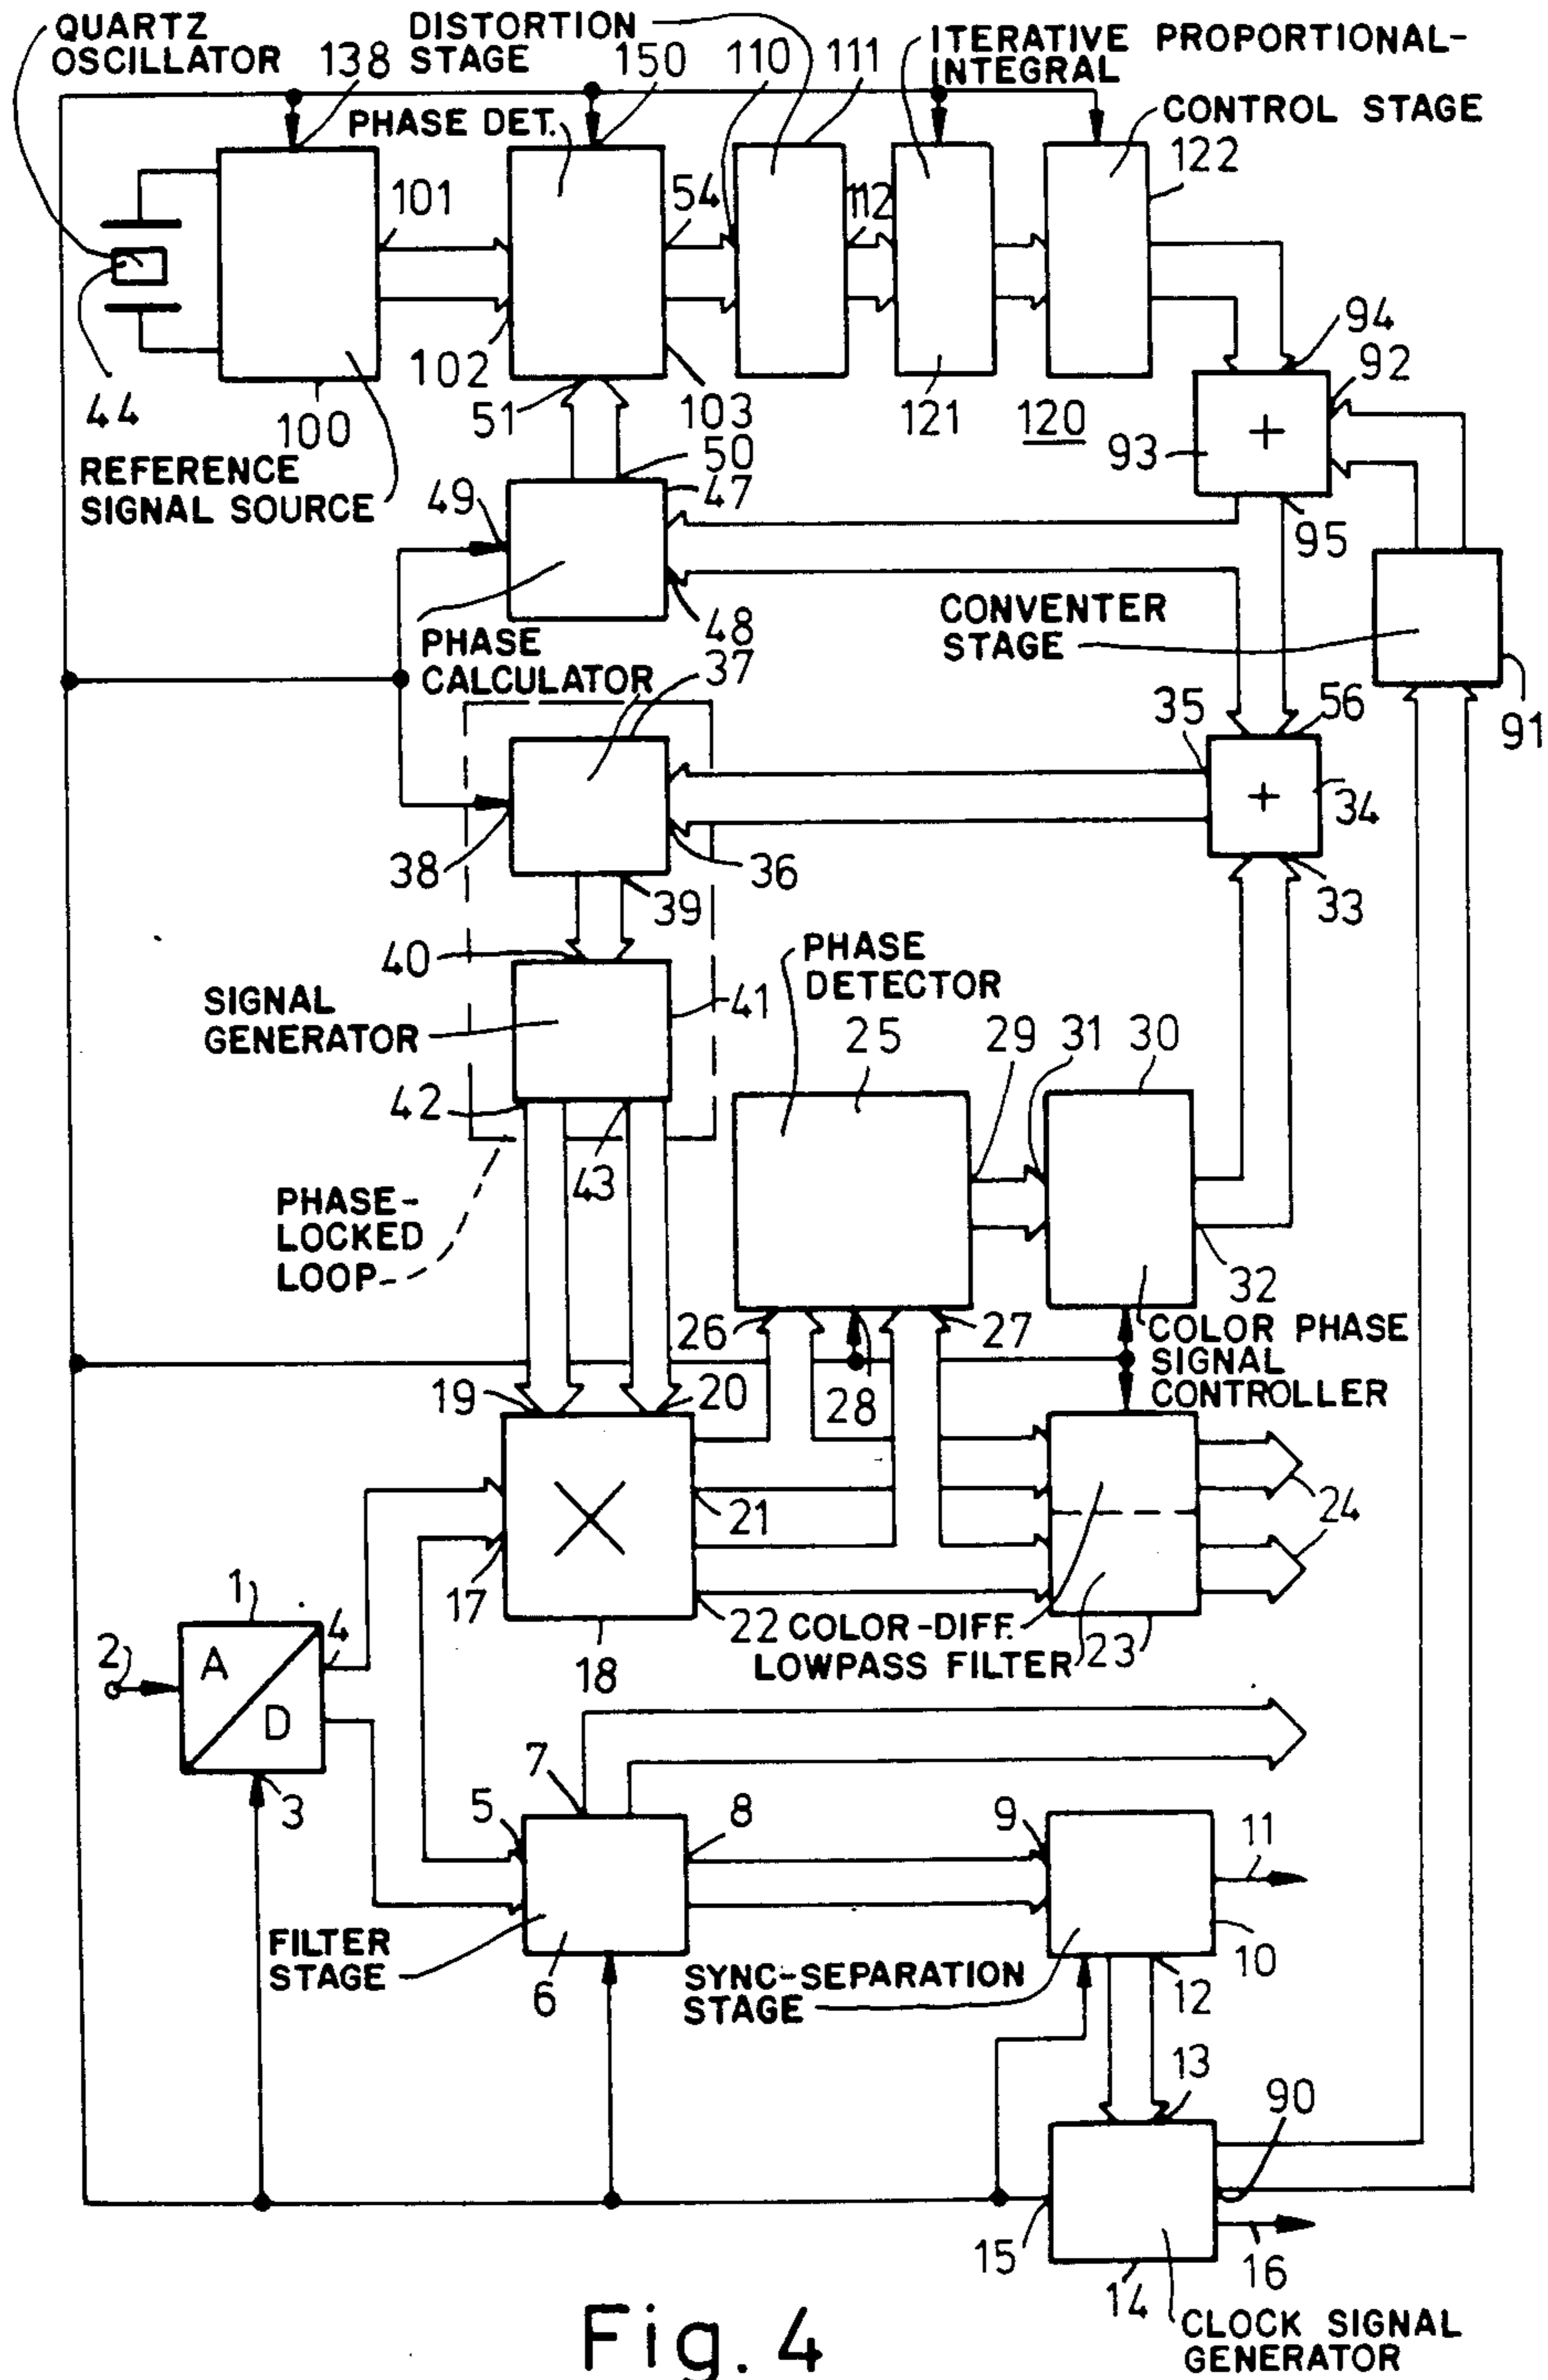 QUARTZ
OSCILLATOR
138
DISTORTION
STAGE
150
110
111
ITERATIVE PROPORTIONAL-
INTEGRAL
PHASE DET.
CONTROL STAGE
122
101
54
112
44
100
102
51
103
121
120
94
92
93
+
95
REFERENCE
SIGNAL SOURCE
50
47
49
48
PHASE
CALCULATOR
CONVENTER
STAGE
91
37
35
56
+
34
38
36
39
33
40
SIGNAL
GENERATOR
41
PHASE
DETECTOR
25
29
31
30
42
43
PHASE-
LOCKED
LOOP
32
26
27
28
COLOR PHASE
SIGNAL
CONTROLLER
19
20
21
24
17
1
4
2
A
D
3
22
18
COLOR-DIFF.
LOWPASS FILTER
23
7
5
8
9
11
FILTER
STAGE
6
SYNC-SEPARATION
STAGE
10
12
13
90
15
14
16
CLOCK SIGNAL
GENERATOR
Fig. 4